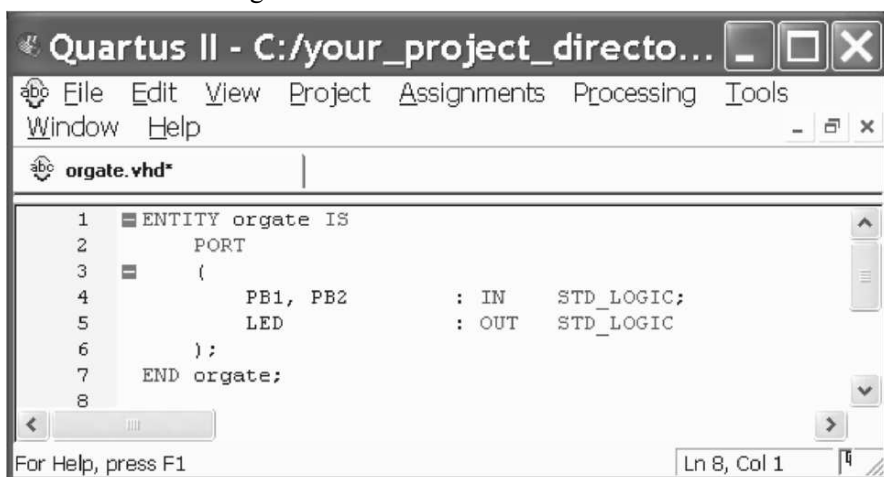 Quartus II - C:/your_project_directo...
File Edit View Project Assignments Processing Tools
Window Help
orgate.vhd*
1 ENTITY orgate IS
2 PORT
3 (
4 PB1, PB2 : IN STD_LOGIC;
5 LED : OUT STD_LOGIC
6 );
7 END orgate;
8
For Help, press F1 Ln 8, Col 1